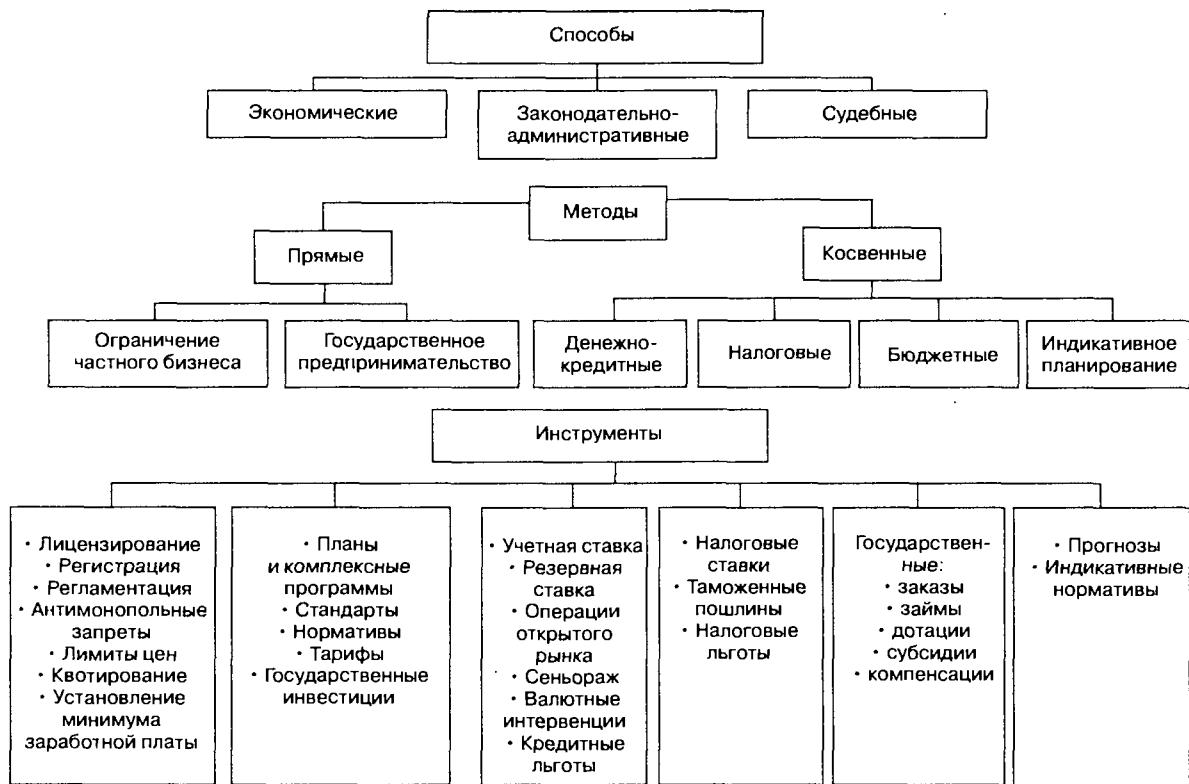 Способы
Экономические
Законодательно-
административные
Судебные
Методы
Прямые
Косвенные
Ограничение
частного бизнеса
Государственное
предпринимательство
Денежно-
кредитные
Налоговые
Бюджетные
Индикативное
планирование
Инструменты
• Лицензирование
• Регистрация
• Регламентация
• Антимонопольные
запреты
• Лимиты цен
• Квотирование
• Установление
минимума
заработной платы
• Планы
и комплексные
программы
• Стандарты
• Нормативы
• Тарифы
• Государственные
инвестиции
• Учетная ставка
• Резервная
ставка
• Операции
открытого
рынка
• Сеньораж
• Валютные
интервенции
• Кредитные
льготы
• Налоговые
ставки
• Таможенные
пошлины
• Налоговые
льготы
Государствен-
ные:
• заказы
• займы
• дотации
• субсидии
• компенсации
• Прогнозы
• Индикативные
нормативы